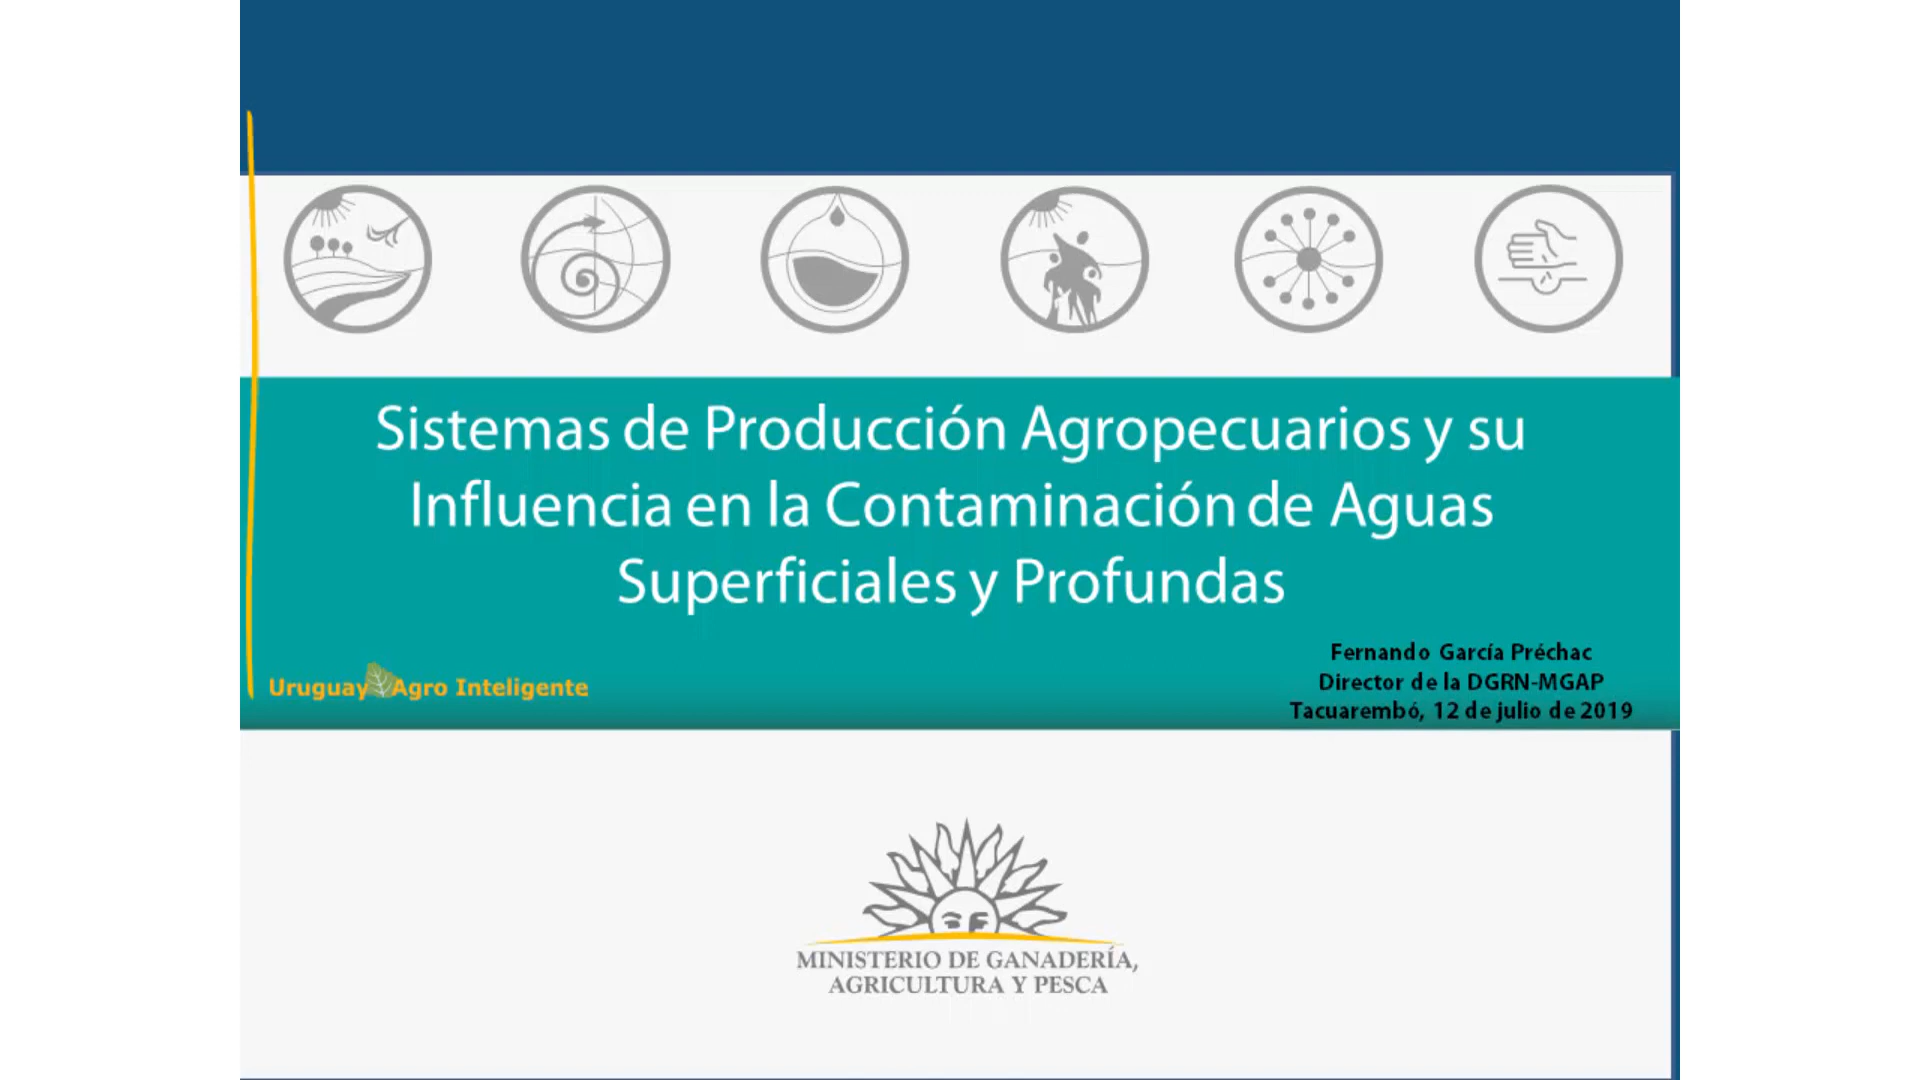 Sistemas de Producción Agropecuarios y su
Influencia en la Contaminación de Aguas
Superficiales y Profundas
Fernando García Préchac
Director de la DGRN-MGAP
Tacuarembó, 12 de julio de 2019
Uruguay Agro Inteligente
MINISTERIO DE GANADERÍA,
AGRICULTURA Y PESCA